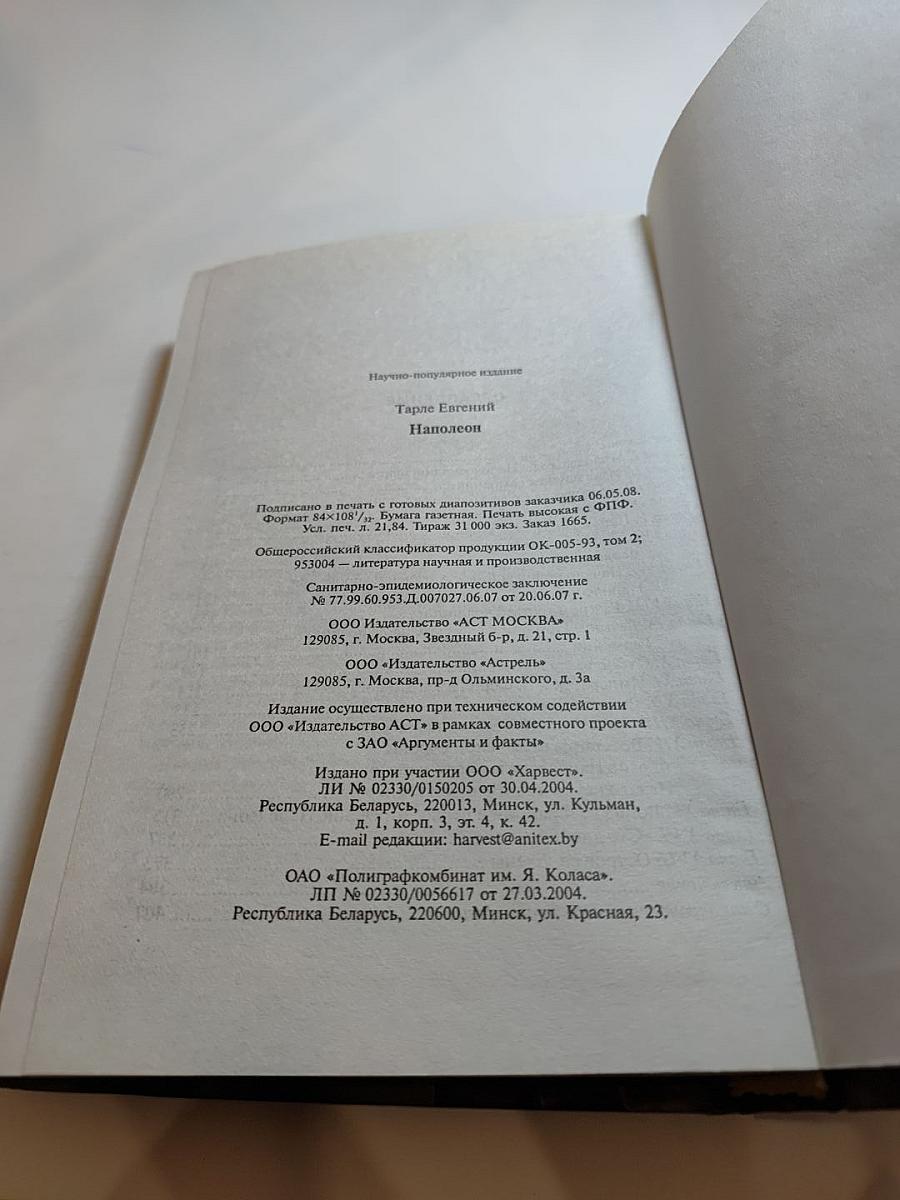 Научно-популярное издание
Тарле Евгений
Наполеон
Подписано в печать с готовых диапозитивов заказчика 06.05.08.
Формат 84×108¹/₃₂. Бумага газетная. Печать высокая с ФПФ.
Усл. печ. л. 21,84. Тираж 31 000 экз. Заказ 1665.
Общероссийский классификатор продукции ОК-005-93, том 2;
953004 — литература научная и производственная
Санитарно-эпидемиологическое заключение
№ 77.99.60.953.Д.007027.06.07 от 20.06.07 г.
ООО Издательство «АСТ МОСКВА»
129085, г. Москва, Звездный б-р, д. 21, стр. 1
ООО «Издательство «Астрель»
129085, г. Москва, пр-д Ольминского, д. 3а
Издание осуществлено при техническом содействии
ООО «Издательство АСТ» в рамках совместного проекта
с ЗАО «Аргументы и факты»
Издано при участии ООО «Харвест».
ЛИ № 02330/0150205 от 30.04.2004.
Республика Беларусь, 220013, Минск, ул. Кульман,
д. 1, корп. 3, эт. 4, к. 42.
E-mail редакции: harvest@anitex.by
ОАО «Полиграфкомбинат им. Я. Коласа».
ЛП № 02330/0056617 от 27.03.2004.
Республика Беларусь, 220600, Минск, ул. Красная, 23.